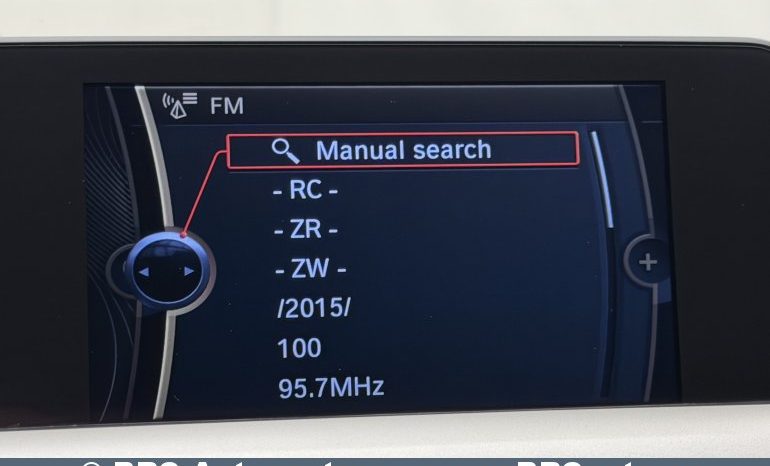 FM
Manual search
- RC -
- ZR -
- ZW -
/2015/
100
95.7MHz